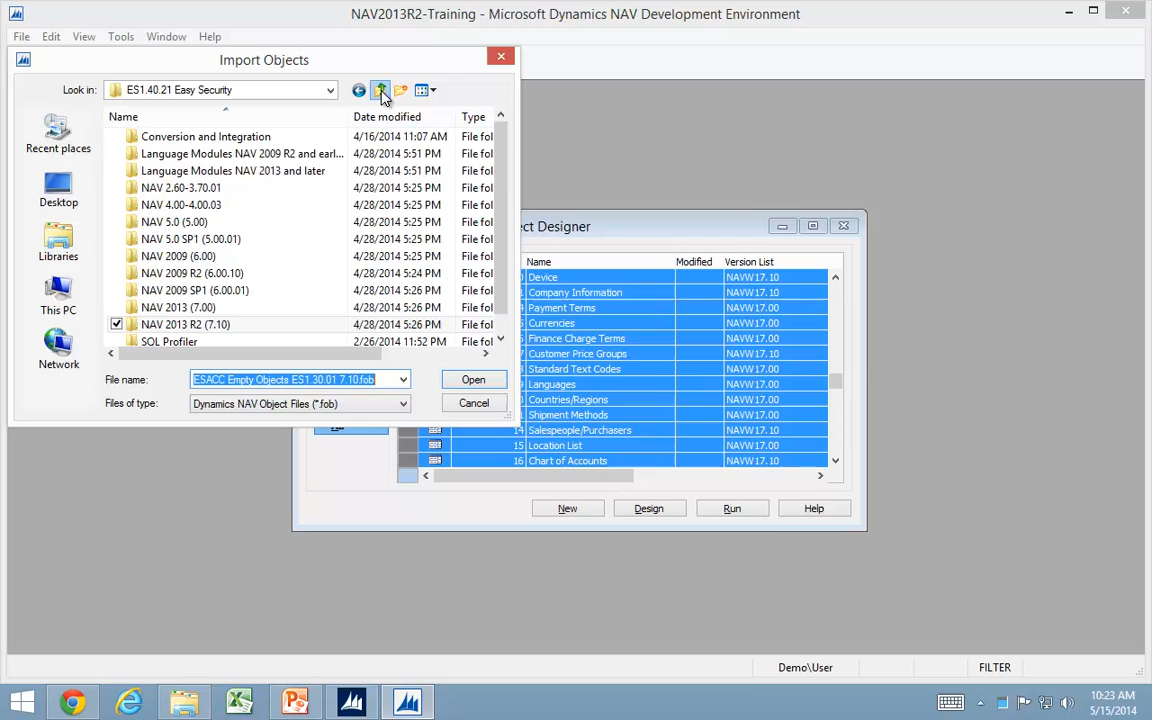 NAV2013R2-Training - Microsoft Dynamics NAV Development Environment
File Edit View Tools Window Help
Import Objects
Look in: ES1.40.21 Easy Security
Name Date modified Type
Conversion and Integration 4/16/2014 11:07 AM File fol
Language Modules NAV 2009 R2 and earl... 4/28/2014 5:51 PM File fol
Language Modules NAV 2013 and later 4/28/2014 5:51 PM File fol
NAV 2.60-3.70.01 4/28/2014 5:25 PM File fol
NAV 4.00-4.00.03 4/28/2014 5:25 PM File fol
NAV 5.0 (5.00) 4/28/2014 5:25 PM File fol
NAV 5.0 SP1 (5.00.01) 4/28/2014 5:25 PM File fol
NAV 2009 (6.00) 4/28/2014 5:25 PM File fol
NAV 2009 R2 (6.00.10) 4/28/2014 5:24 PM File fol
NAV 2009 SP1 (6.00.01) 4/28/2014 5:26 PM File fol
NAV 2013 (7.00) 4/28/2014 5:26 PM File fol
NAV 2013 R2 (7.10) 4/28/2014 5:26 PM File fol
SQL Profiler 2/26/2014 11:52 PM File fol
Recent places
Desktop
Libraries
This PC
Network
File name: ESACC Empty Objects ES1.30.01 7.10.fob Open
Files of type: Dynamics NAV Object Files (*.fob) Cancel
ect Designer
Name Modified Version List
Device NAVW17.10
Company Information NAVW17.10
Payment Terms NAVW17.10
Currencies NAVW17.00
Finance Charge Terms NAVW17.10
Customer Price Groups NAVW17.10
Standard Text Codes NAVW17.10
Languages NAVW17.00
Countries/Regions NAVW17.00
Shipment Methods NAVW17.00
14 Salespeople/Purchasers NAVW17.10
15 Location List NAVW17.00
16 Chart of Accounts NAVW17.10
New Design Run Help
Demo\User FILTER
10:23 AM
5/15/2014